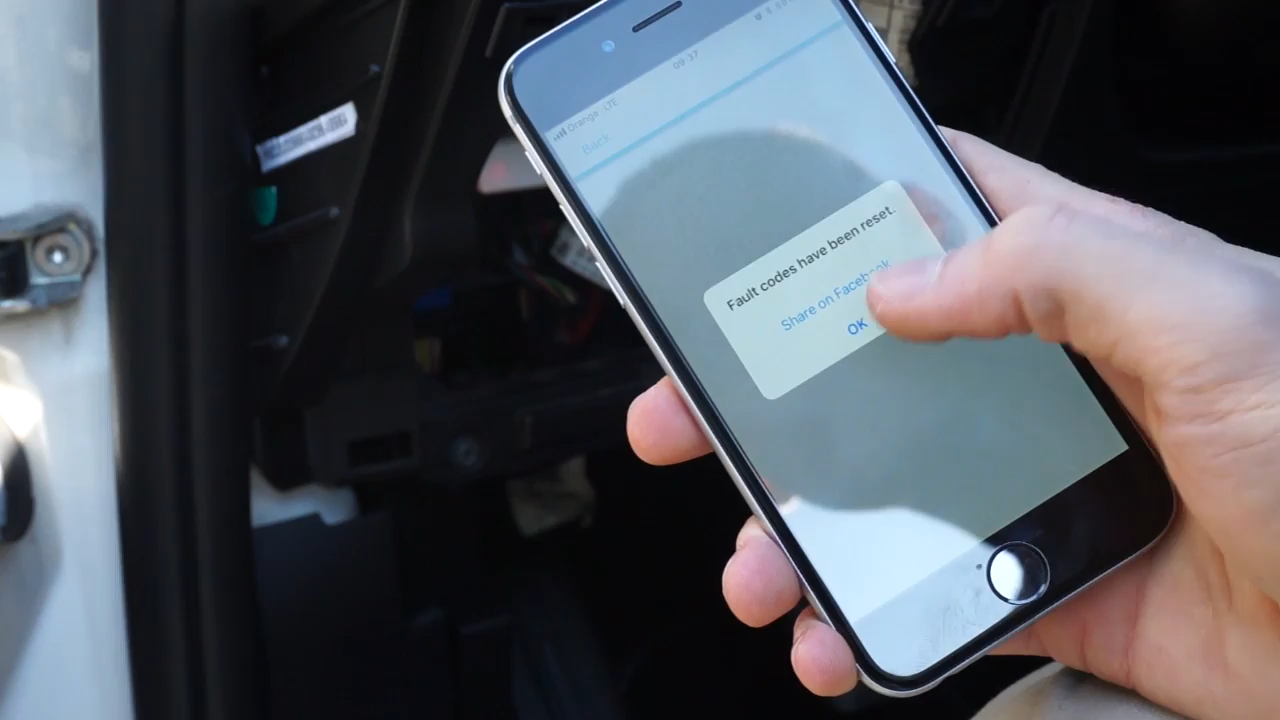 Orange LTE
09:37
Back
Fault codes have been reset.
Share on Facebook
OK